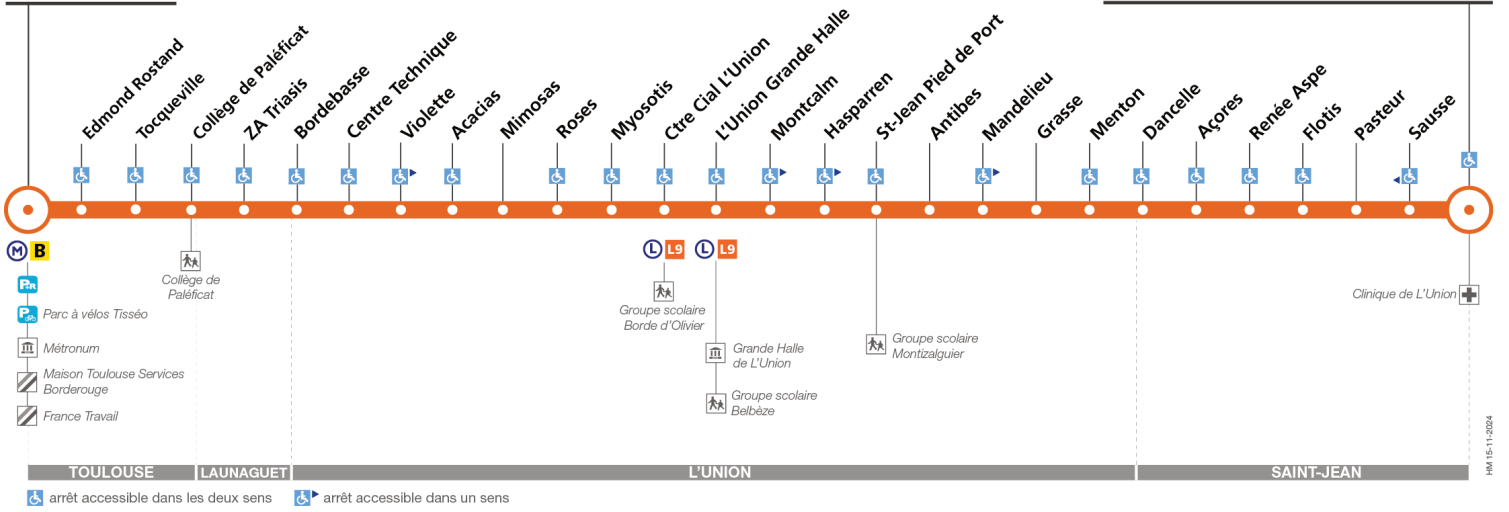 Edmond Rostand
Tocqueville
Collège de Paléficat
ZA Triasis
Bordebasse
Centre Technique
Violette
Acacias
Mimosas
Roses
Myosotis
Ctre Cial L'Union
L'Union Grande Halle
Montcalm
Hasparren
St-Jean Pied de Port
Antibes
Mandelieu
Grasse
Menton
Dancelle
Açores
Renée Aspe
Flotis
Pasteur
Sausse
M B
P+R
P
Parc à vélos Tisséo
Métronum
Maison Toulouse Services
Borderouge
France Travail
Collège de
Paléficat
L L9
Groupe scolaire
Borde d'Olivier
L L9
Grande Halle
de L'Union
Groupe scolaire
Belbèze
Groupe scolaire
Montizalguier
Clinique de L'Union
HM 15-11-2024
TOULOUSE
LAUNAGUET
L'UNION
SAINT-JEAN
arrêt accessible dans les deux sens
arrêt accessible dans un sens